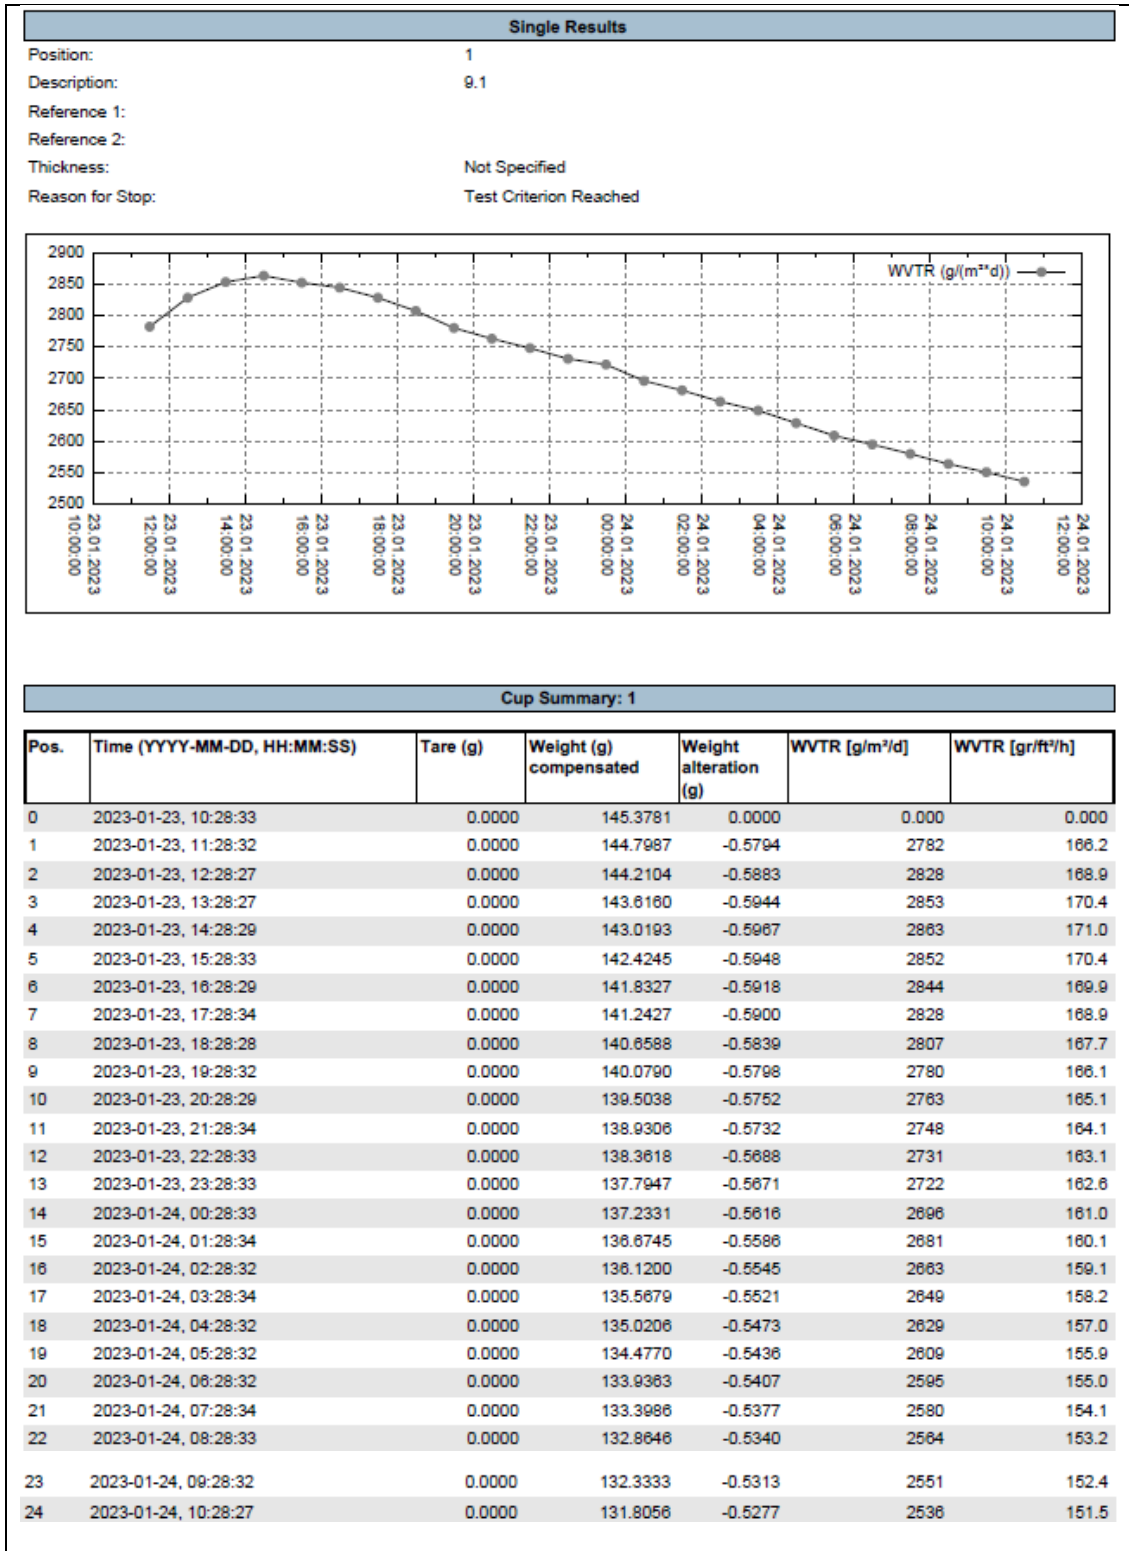 Single Results
Position: 1
Description: 9.1
Reference 1:
Reference 2:
Thickness: Not Specified
Reason for Stop: Test Criterion Reached
WVTR (g/(m²*d))
2900
2850
2800
2750
2700
2650
2600
2550
2500
23.01.2023 10:00:00
23.01.2023 12:00:00
23.01.2023 14:00:00
23.01.2023 16:00:00
23.01.2023 18:00:00
23.01.2023 20:00:00
23.01.2023 22:00:00
24.01.2023 00:00:00
24.01.2023 02:00:00
24.01.2023 04:00:00
24.01.2023 06:00:00
24.01.2023 08:00:00
24.01.2023 10:00:00
24.01.2023 12:00:00
Cup Summary: 1
Pos. Time (YYYY-MM-DD, HH:MM:SS) Tare (g) Weight (g) compensated Weight alteration (g) WVTR [g/m²/d] WVTR [gr/ft²/h]
0 2023-01-23, 10:28:33 0.0000 145.3781 0.0000 0.000 0.000
1 2023-01-23, 11:28:32 0.0000 144.7987 -0.5794 2782 166.2
2 2023-01-23, 12:28:27 0.0000 144.2104 -0.5883 2828 168.9
3 2023-01-23, 13:28:27 0.0000 143.6160 -0.5944 2853 170.4
4 2023-01-23, 14:28:29 0.0000 143.0193 -0.5967 2863 171.0
5 2023-01-23, 15:28:33 0.0000 142.4245 -0.5948 2852 170.4
6 2023-01-23, 16:28:29 0.0000 141.8327 -0.5918 2844 169.9
7 2023-01-23, 17:28:34 0.0000 141.2427 -0.5900 2828 168.9
8 2023-01-23, 18:28:28 0.0000 140.6588 -0.5839 2807 167.7
9 2023-01-23, 19:28:32 0.0000 140.0790 -0.5798 2780 166.1
10 2023-01-23, 20:28:29 0.0000 139.5038 -0.5752 2763 165.1
11 2023-01-23, 21:28:34 0.0000 138.9306 -0.5732 2748 164.1
12 2023-01-23, 22:28:33 0.0000 138.3618 -0.5688 2731 163.1
13 2023-01-23, 23:28:33 0.0000 137.7947 -0.5671 2722 162.6
14 2023-01-24, 00:28:33 0.0000 137.2331 -0.5616 2696 161.0
15 2023-01-24, 01:28:34 0.0000 136.6745 -0.5586 2681 160.1
16 2023-01-24, 02:28:32 0.0000 136.1200 -0.5545 2663 159.1
17 2023-01-24, 03:28:34 0.0000 135.5679 -0.5521 2649 158.2
18 2023-01-24, 04:28:32 0.0000 135.0206 -0.5473 2629 157.0
19 2023-01-24, 05:28:32 0.0000 134.4770 -0.5436 2609 155.9
20 2023-01-24, 06:28:32 0.0000 133.9363 -0.5407 2595 155.0
21 2023-01-24, 07:28:34 0.0000 133.3986 -0.5377 2580 154.1
22 2023-01-24, 08:28:33 0.0000 132.8646 -0.5340 2564 153.2
23 2023-01-24, 09:28:32 0.0000 132.3333 -0.5313 2551 152.4
24 2023-01-24, 10:28:27 0.0000 131.8056 -0.5277 2536 151.5